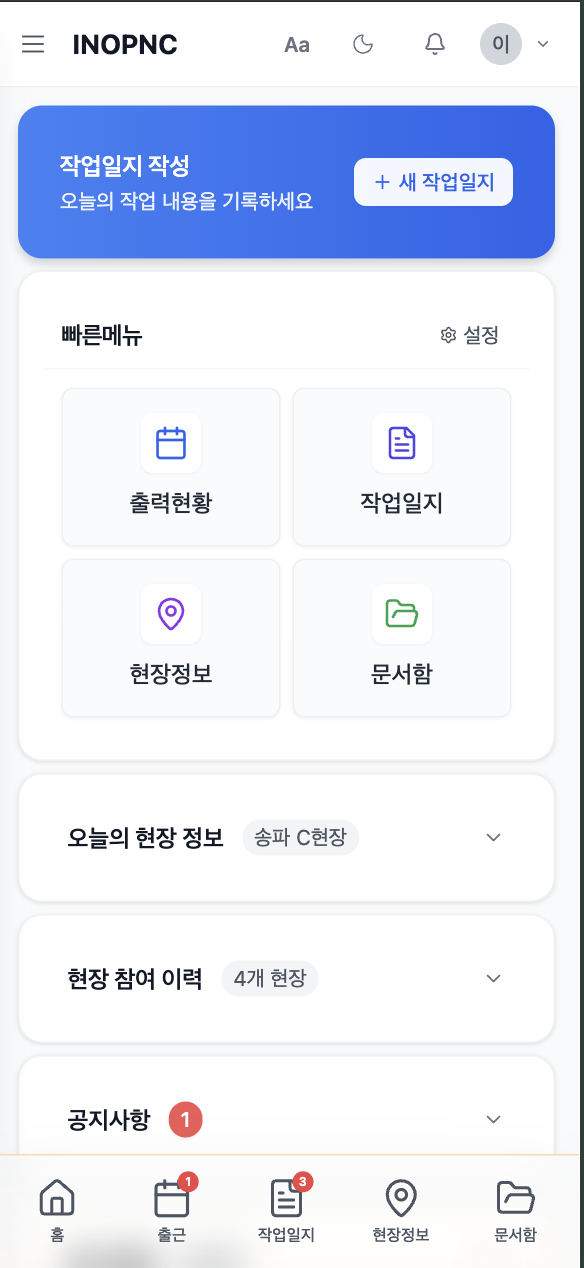 INOPNC
Aa
이
작업일지 작성
오늘의 작업 내용을 기록하세요
+ 새 작업일지
빠른메뉴
설정
출력현황
작업일지
현장정보
문서함
오늘의 현장 정보
송파 C현장
현장 참여 이력
4개 현장
공지사항
1
1
3
홈
출근
작업일지
현장정보
문서함